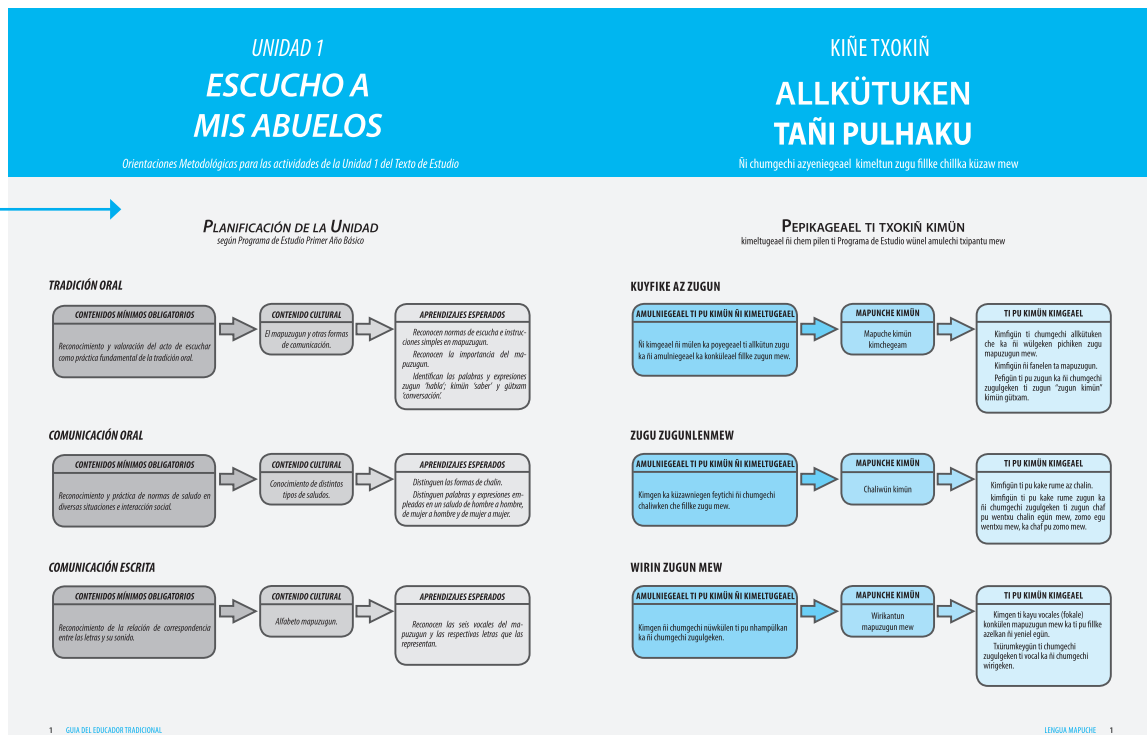 UNIDAD 1
ESCUCHO A
MIS ABUELOS
Orientaciones Metodológicas para las actividades de la Unidad 1 del Texto de Estudio
PLANIFICACIÓN DE LA UNIDAD
según Programa de Estudio Primer Año Básico
TRADICIÓN ORAL
CONTENIDOS MÍNIMOS OBLIGATORIOS
Reconocimiento y valoración del acto de escuchar
como práctica fundamental de la tradición oral.
CONTENIDO CULTURAL
El mapuzugun y otras formas
de comunicación.
APRENDIZAJES ESPERADOS
Reconocen normas de escucha e instruc-
ciones simples en mapuzugun.
Reconocen la importancia del ma-
puzugun.
Identifican las palabras y expresiones
zugun ‘habla’; kimün ‘saber’ y gütxam
‘conversación’.
COMUNICACIÓN ORAL
CONTENIDOS MÍNIMOS OBLIGATORIOS
Reconocimiento y práctica de normas de saludo en
diversas situaciones e interacción social.
CONTENIDO CULTURAL
Conocimiento de distintos
tipos de saludos.
APRENDIZAJES ESPERADOS
Distinguen las formas de chalin.
Distinguen palabras y expresiones em-
pleadas en un saludo de hombre a hombre,
de mujer a hombre y de mujer a mujer.
COMUNICACIÓN ESCRITA
CONTENIDOS MÍNIMOS OBLIGATORIOS
Reconocimiento de la relación de correspondencia
entre las letras y su sonido.
CONTENIDO CULTURAL
Alfabeto mapuzugun.
APRENDIZAJES ESPERADOS
Reconocen las seis vocales del ma-
puzugun y las respectivas letras que las
representan.
1 GUIA DEL EDUCADOR TRADICIONAL
KIÑE TXOKIÑ
ALLKÜTUKEN
TAÑI PULHAKU
Ñi chumgechi azyeniegeael kimeltun zugu fillke chillka küzaw mew
PEPIKAGEAEL TI TXOKIÑ KIMÜN
kimeltugeael ñi chem pilen ti Programa de Estudio wünel amulechi txipantu mew
KUYFIKE AZ ZUGUN
AMULNIEGEAEL TI PU KIMÜN ÑI KIMELTUGEAEL
Ñi kimgeael ñi mülen ka poyegeael ti allkütun zugu
ka ñi amulniegeael ka konküleael fillke zugun mew.
MAPUNCHE KIMÜN
Mapuche kimün
kimchegeam
TI PU KIMÜN KIMGEAEL
Kimfigün ti chumgechi allkütuken
che ka ñi wülgeken pichiken zugu
mapuzugun mew.
Kimfigün ñi fanelen ta mapuzugun.
Pefigün ti pu zugun ka ñi chumgechi
zugulgeken ti zugun “zugun kimün”
kimün gütxam.
ZUGU ZUGUNLENMEW
AMULNIEGEAEL TI PU KIMÜN ÑI KIMELTUGEAEL
Kimgen ka küzawniegen feytichi ñi chumgechi
chaliwken che fillke zugu mew.
MAPUNCHE KIMÜN
Chaliwün kimün
TI PU KIMÜN KIMGEAEL
Kimfigün ti pu kake rume az chalin.
kimfigün ti pu kake rume zugun ka
ñi chumgechi zugulgeken ti zugun chaf
pu wentxu chalin egün mew, zomo egu
wentxu mew, ka chaf pu zomo mew.
WIRIN ZUGUN MEW
AMULNIEGEAEL TI PU KIMÜN ÑI KIMELTUGEAEL
Kimgen ñi chumgechi nüwkülen ti pu nhampülkan
ka ñi chumgechi zugulgeken.
MAPUNCHE KIMÜN
Wirikantun
mapuzugun mew
TI PU KIMÜN KIMGEAEL
Kimgen ti kayu vocales (fokale)
konkülen mapuzugun mew ka ti pu fillke
azelkan ñi yeniel egün.
Txürumkeygün ti chumgechi
zugulgeken ti vocal ka ñi chumgechi
wirigeken.
LENGUA MAPUCHE 1